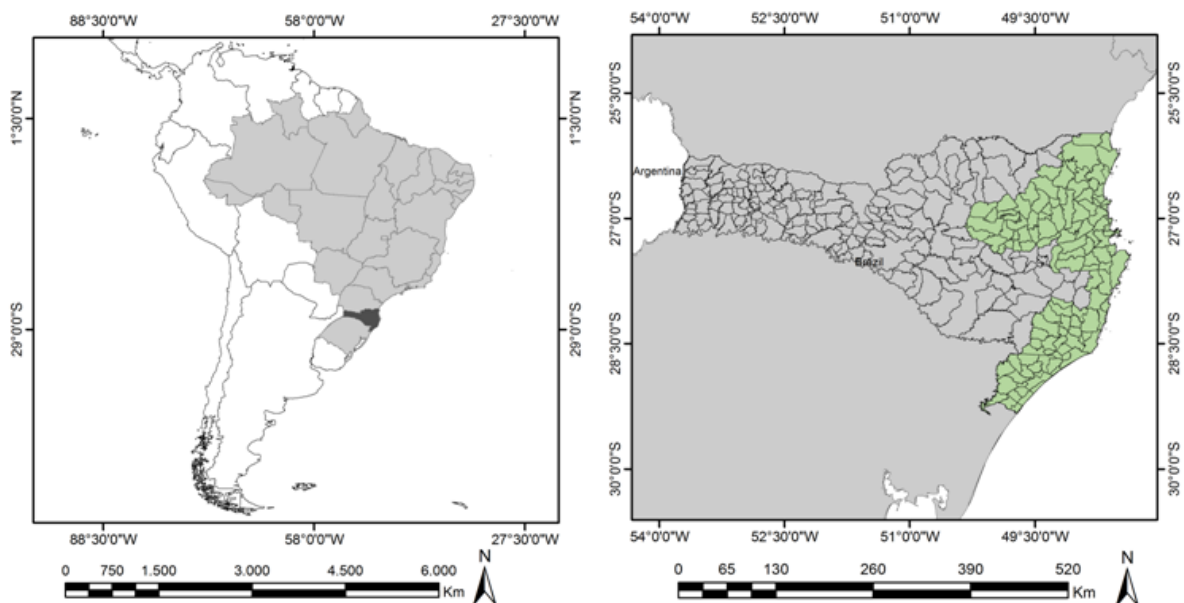 88°30'0"W 58°0'0"W 27°30'0"W
1°30'0"N 1°30'0"N
29°0'0"S 29°0'0"S
88°30'0"W 58°0'0"W 27°30'0"W
0 750 1.500 3.000 4.500 6.000
Km
N
54°0'0"W 52°30'0"W 51°0'0"W 49°30'0"W
25°30'0"S 25°30'0"S
Argentina
27°0'0"S 27°0'0"S
Brazil
28°30'0"S 28°30'0"S
30°0'0"S 30°0'0"S
54°0'0"W 52°30'0"W 51°0'0"W 49°30'0"W
0 65 130 260 390 520
Km
N